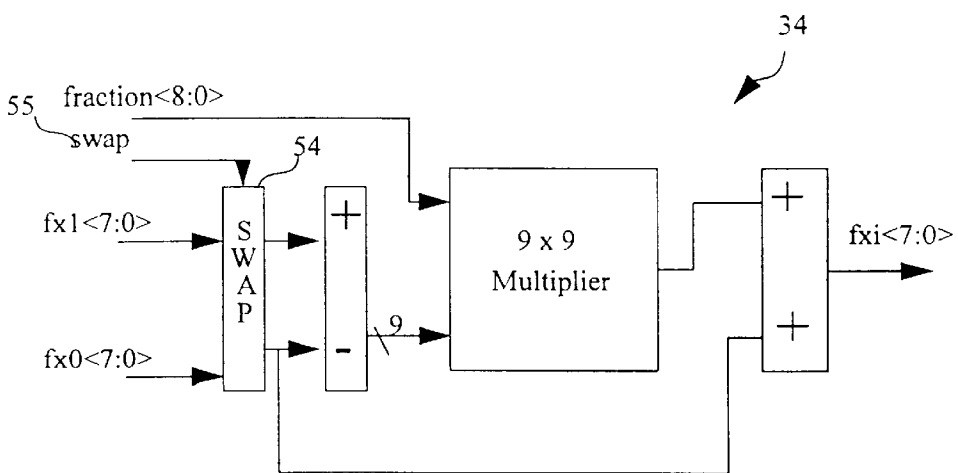 34
fraction<8:0>
55
swap
54
fx1<7:0>
SWAP
+
9 x 9
Multiplier
+
fxi<7:0>
9
-
+
fx0<7:0>